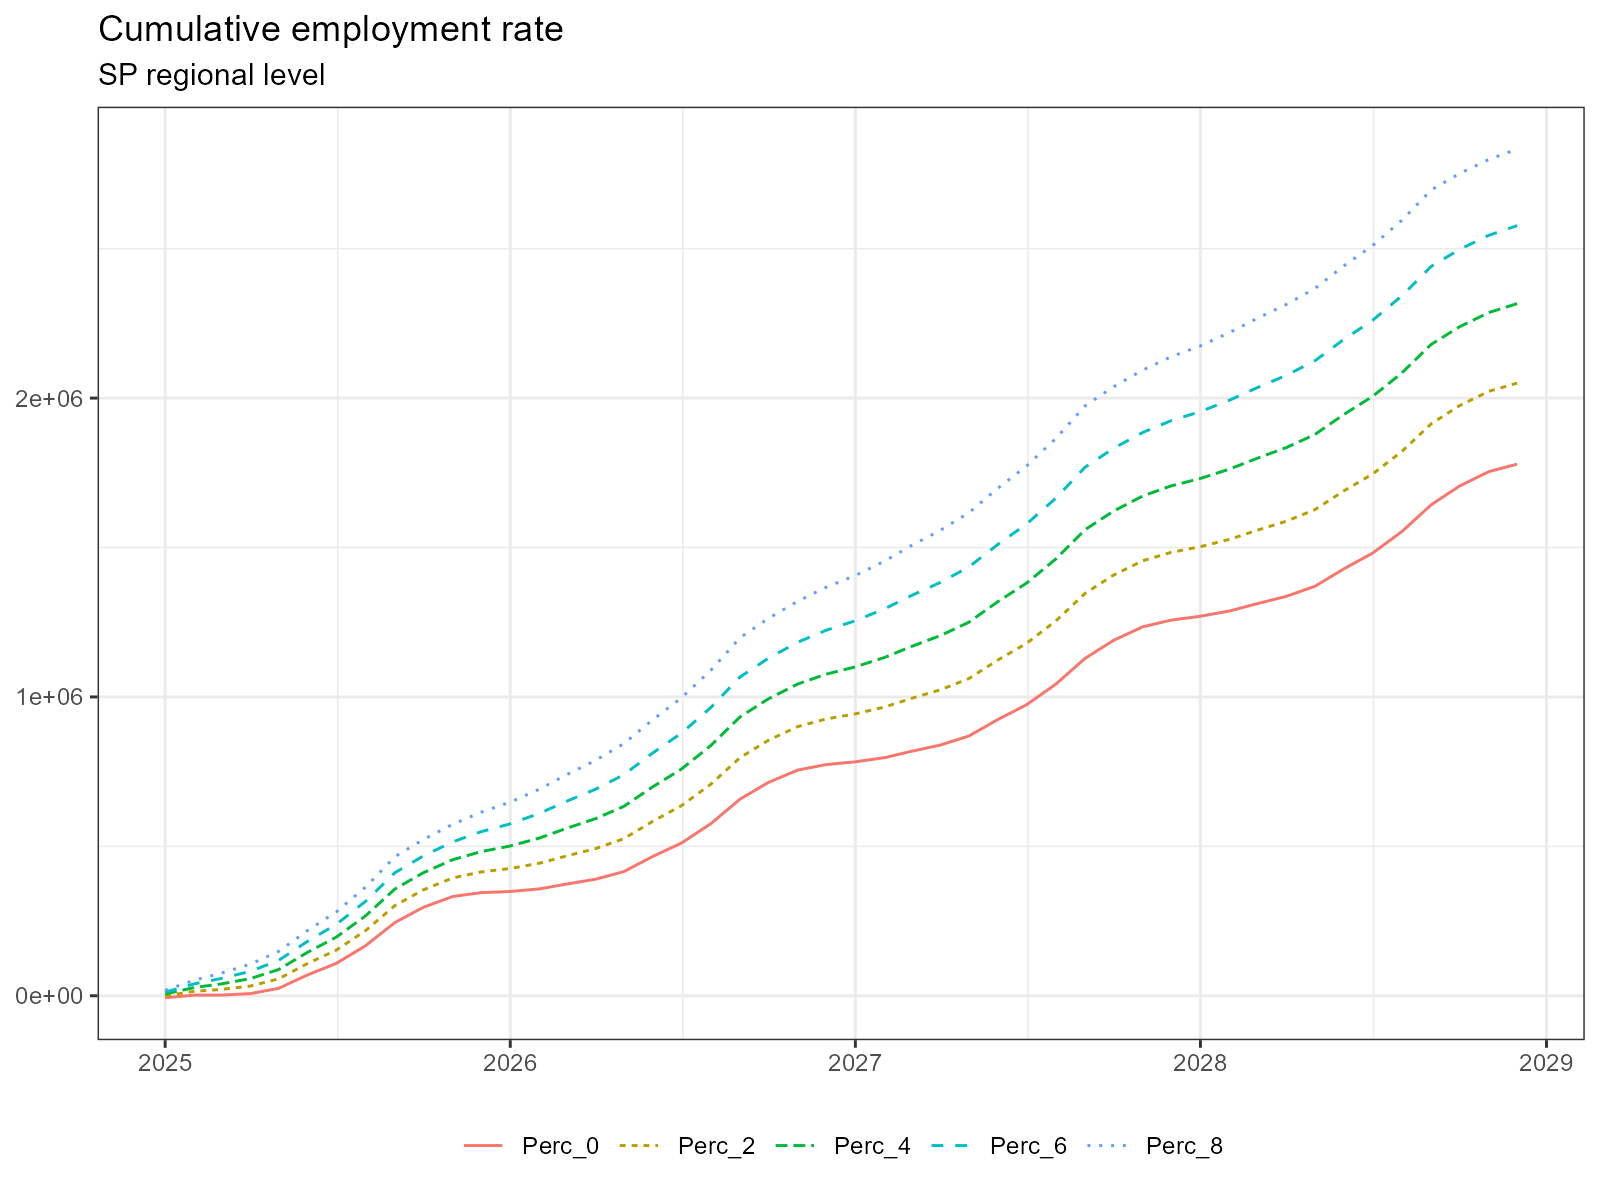 Cumulative employment rate
SP regional level
2e+06
1e+06
0e+00
2025 2026 2027 2028 2029
Perc_0 Perc_2 Perc_4 Perc_6 Perc_8